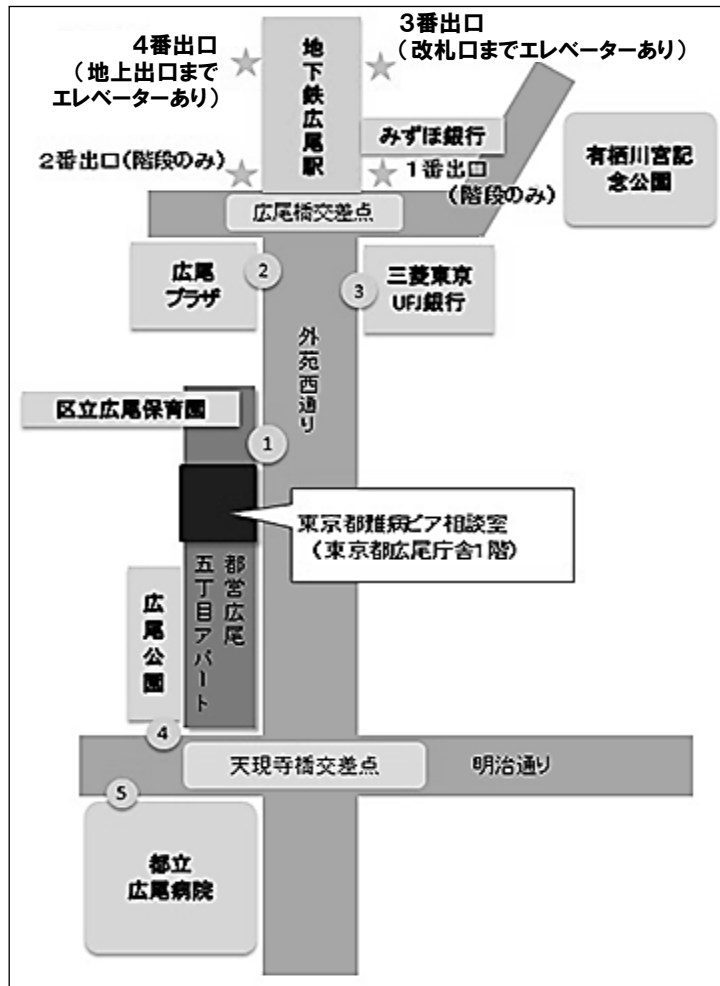 4番出口
（地上出口まで
エレベーターあり）
地下鉄広尾駅
3番出口
（改札口までエレベーターあり）
みずほ銀行
2番出口（階段のみ）
1番出口
（階段のみ）
有栖川宮記
念公園
広尾橋交差点
広尾
プラザ
2
3
三菱東京
UFJ銀行
外苑西通り
区立広尾保育園
1
東京都難病ピア相談室
（東京都広尾庁舎1階）
都営広尾
五丁目アパート
広尾公園
4
天現寺橋交差点
明治通り
5
都立
広尾病院